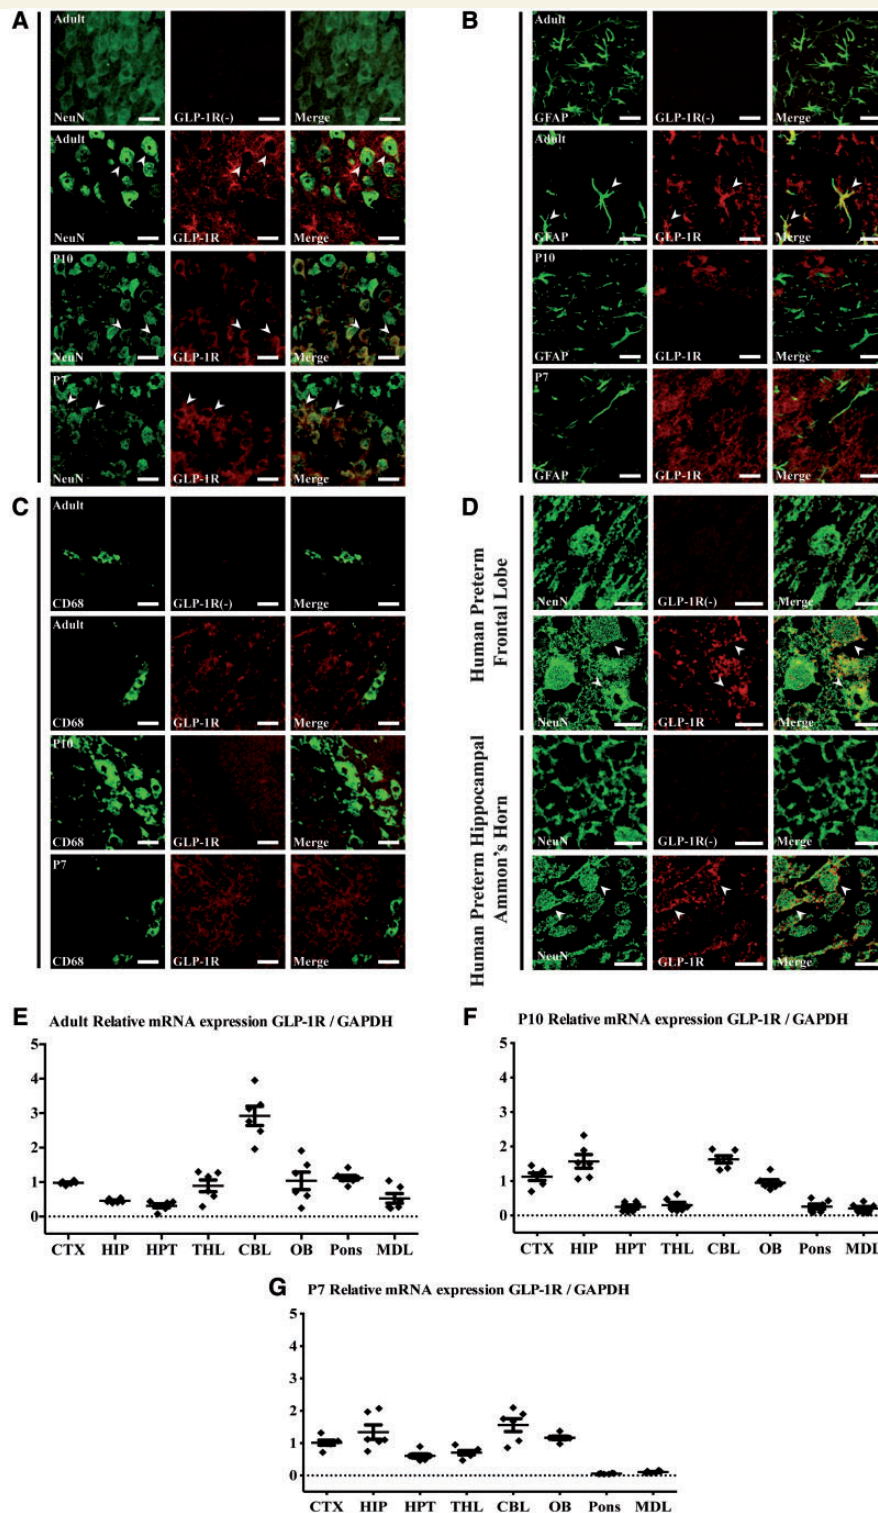 A
Adult
NeuN GLP-1R(-) Merge
Adult
NeuN GLP-1R Merge
P10
NeuN GLP-1R Merge
P7
NeuN GLP-1R Merge
B
Adult
GFAP GLP-1R(-) Merge
Adult
GFAP GLP-1R Merge
P10
GFAP GLP-1R Merge
P7
GFAP GLP-1R Merge
C
Adult
CD68 GLP-1R(-) Merge
Adult
CD68 GLP-1R Merge
P10
CD68 GLP-1R Merge
P7
CD68 GLP-1R Merge
D
Human Preterm
Frontal Lobe
NeuN GLP-1R(-) Merge
NeuN GLP-1R Merge
Human Preterm Hippocampal
Ammon's Horn
NeuN GLP-1R(-) Merge
NeuN GLP-1R Merge
E Adult Relative mRNA expression GLP-1R / GAPDH
5
4
3
2
1
0
CTX HIP HPT THL CBL OB Pons MDL
F P10 Relative mRNA expression GLP-1R / GAPDH
5
4
3
2
1
0
CTX HIP HPT THL CBL OB Pons MDL
G P7 Relative mRNA expression GLP-1R / GAPDH
5
4
3
2
1
0
CTX HIP HPT THL CBL OB Pons MDL